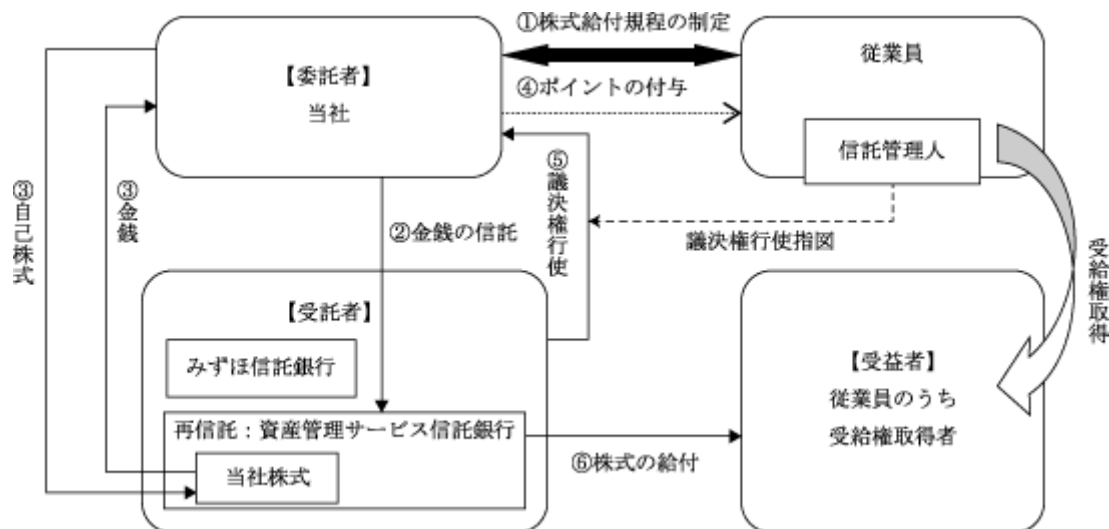 ①株式給付規程の制定
【委託者】
当社
従業員
④ポイントの付与
信託管理人
③自己株式
③金銭
②金銭の信託
⑤議決権行使
議決権行使指図
受給権取得
【受託者】
みずほ信託銀行
再信託:資産管理サービス信託銀行
当社株式
⑥株式の給付
【受益者】
従業員のうち
受給権取得者